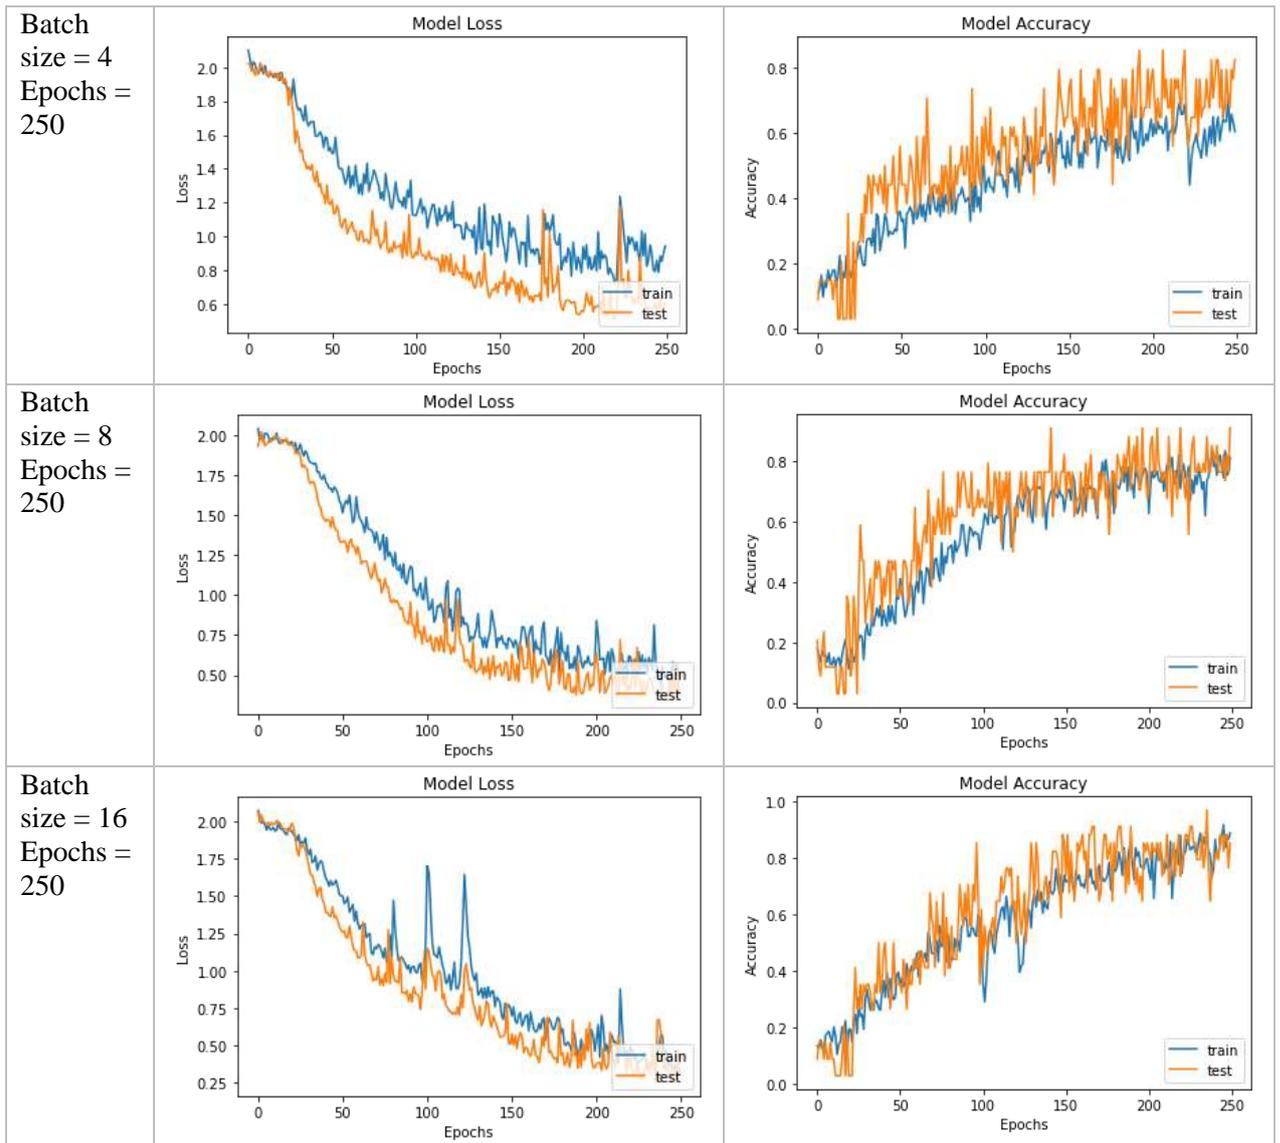 Batch
size = 4
Epochs =
250
Model Loss
Loss
2.0
1.8
1.6
1.4
1.2
1.0
0.8
0.6
0 50 100 150 200 250
Epochs
train
test
Model Accuracy
Accuracy
0.8
0.6
0.4
0.2
0.0
0 50 100 150 200 250
Epochs
train
test
Batch
size = 8
Epochs =
250
Model Loss
Loss
2.00
1.75
1.50
1.25
1.00
0.75
0.50
0 50 100 150 200 250
Epochs
train
test
Model Accuracy
Accuracy
0.8
0.6
0.4
0.2
0.0
0 50 100 150 200 250
Epochs
train
test
Batch
size = 16
Epochs =
250
Model Loss
Loss
2.00
1.75
1.50
1.25
1.00
0.75
0.50
0.25
0 50 100 150 200 250
Epochs
train
test
Model Accuracy
Accuracy
1.0
0.8
0.6
0.4
0.2
0.0
0 50 100 150 200 250
Epochs
train
test